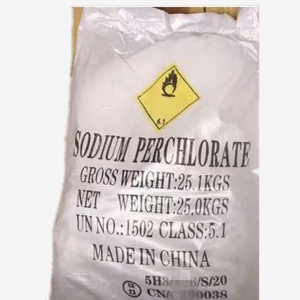 5.1
SODIUM PERCHLORATE
GROSS WEIGHT:25.1KGS
NET WEIGHT:25.0KGS
UN NO.:1502 CLASS:5.1
MADE IN CHINA